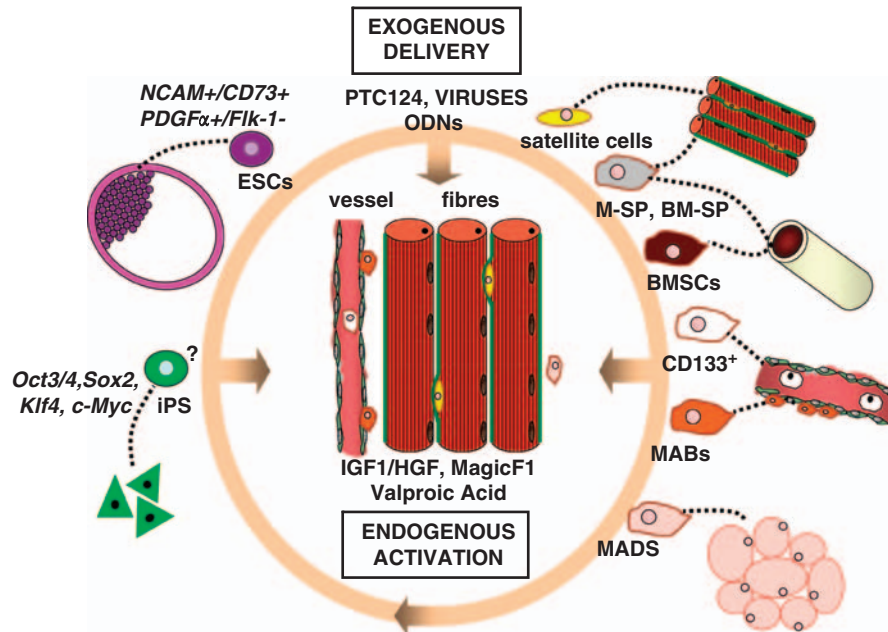 EXOGENOUS
DELIVERY
NCAM+/CD73+
PDGFα+/Flk-1-
ESCs
PTC124, VIRUSES
ODNs
satellite cells
M-SP, BM-SP
BMSCs
vessel
fibres
CD133+
MABs
Oct3/4,Sox2,
Klf4, c-Myc
?
iPS
IGF1/HGF, MagicF1
Valproic Acid
ENDOGENOUS
ACTIVATION
MADS